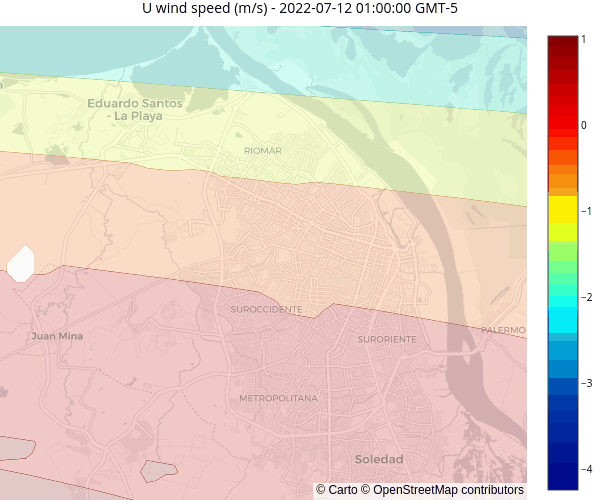 U wind speed (m/s) - 2022-07-12 01:00:00 GMT-5
1
0
−1
−2
−3
−4
Eduardo Santos
- La Playa
RIOMAR
SUROCCIDENTE
PALERMO
Juan Mina
SURORIENTE
METROPOLITANA
Soledad
© Carto © OpenStreetMap contributors